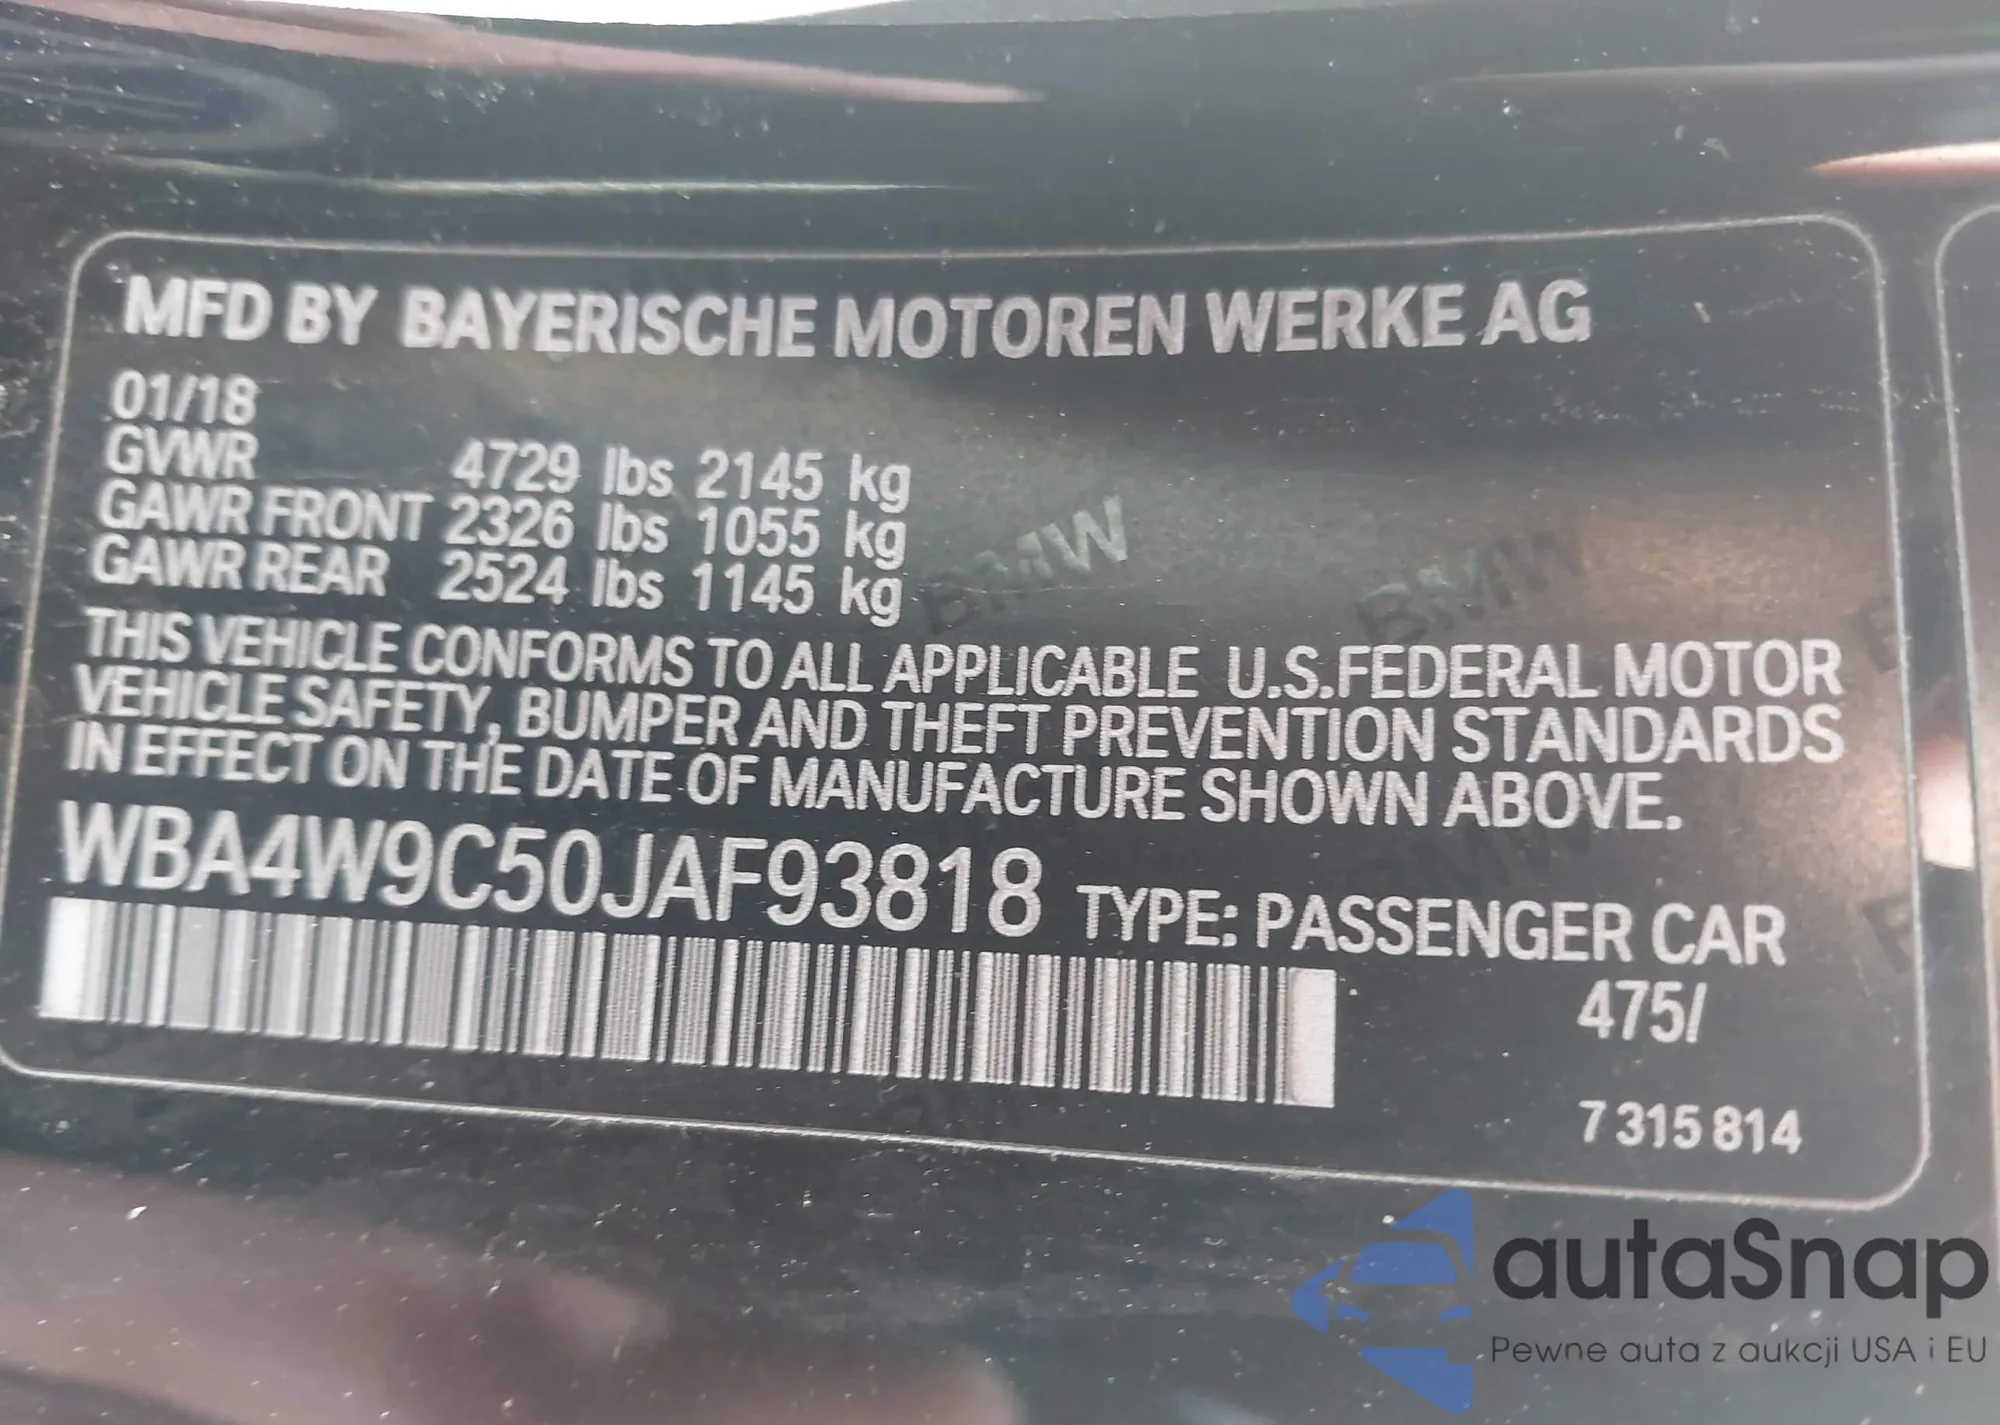 MFD BY BAYERISCHE MOTOREN WERKE AG
01/18
GVWR 4729 lbs 2145 kg
GAWR FRONT 2326 lbs 1055 kg
GAWR REAR 2524 lbs 1145 kg
THIS VEHICLE CONFORMS TO ALL APPLICABLE U.S.FEDERAL MOTOR
VEHICLE SAFETY, BUMPER AND THEFT PREVENTION STANDARDS
IN EFFECT ON THE DATE OF MANUFACTURE SHOWN ABOVE.
WBA4W9C50JAF93818 TYPE: PASSENGER CAR
475/
7 315 814
BMW
BMW
autaSnap
Pewne auta z aukcji USA i EU